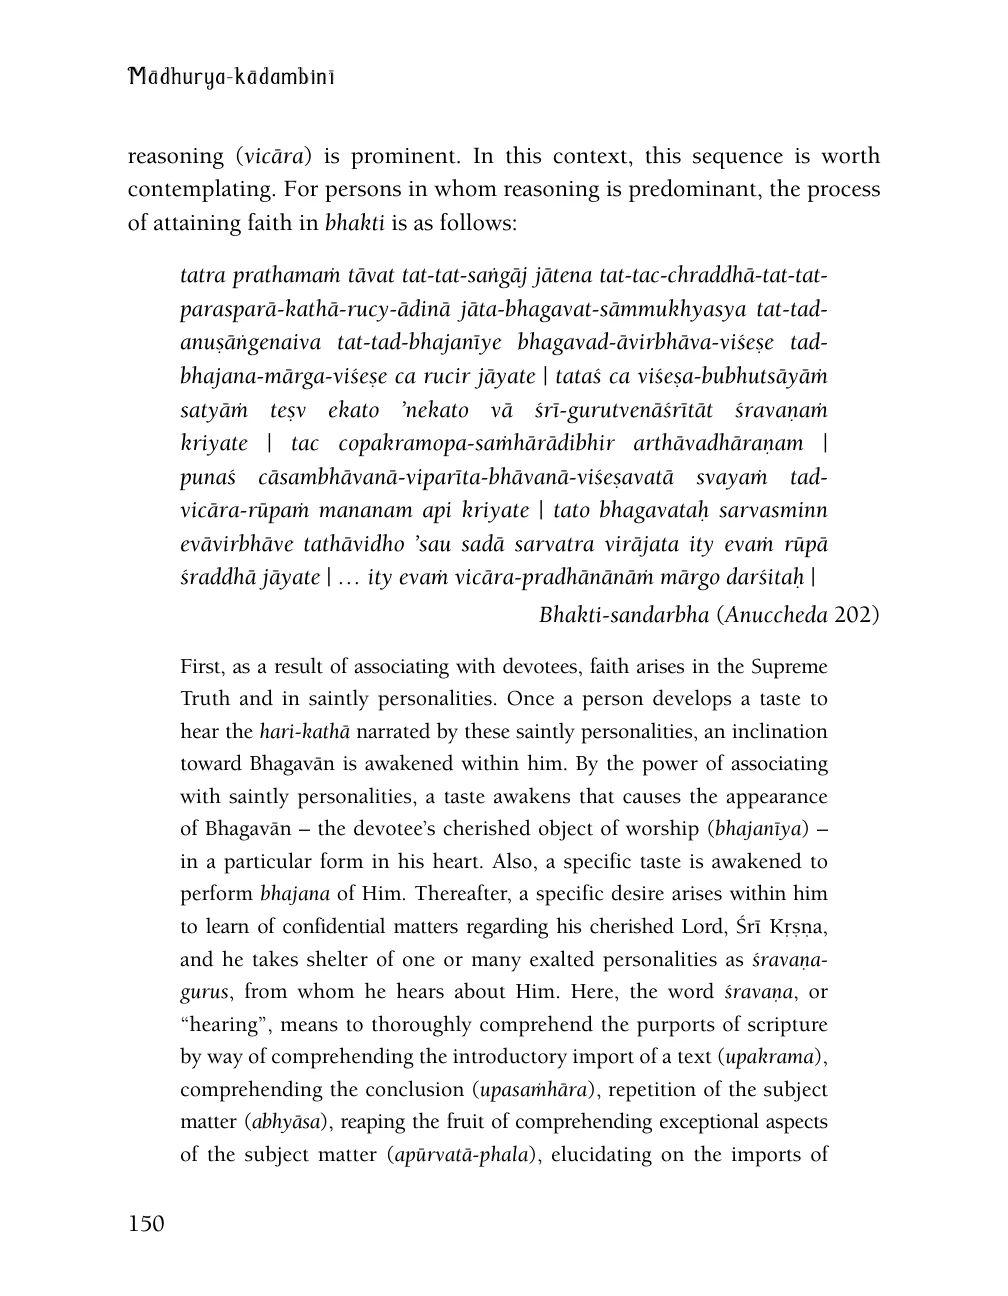 Mādhurya-kādambinī
reasoning (vicāra) is prominent. In this context, this sequence is worth
contemplating. For persons in whom reasoning is predominant, the process
of attaining faith in bhakti is as follows:
tatra prathamaṁ tāvat tat-tat-saṅgāj jātena tat-tac-chraddhā-tat-tat-
parasparā-kathā-rucy-ādinā jāta-bhagavat-sāmmukhyasya tat-tad-
anuṣāṅgenaiva tat-tad-bhajanīye bhagavad-āvirbhāva-viśeṣe tad-
bhajana-mārga-viśeṣe ca rucir jāyate | tataś ca viśeṣa-bubhutsāyāṁ
satyāṁ teṣv ekato ’nekato vā śrī-gurutvenāśrītāt śravaṇaṁ
kriyate | tac copakramopa-saṁhārādibhir arthāvadhāraṇam |
punaś cāsambhāvanā-viparīta-bhāvanā-viśeṣavatā svayaṁ tad-
vicāra-rūpaṁ mananam api kriyate | tato bhagavataḥ sarvasminn
evāvirbhāve tathāvidho ’sau sadā sarvatra virājata ity evaṁ rūpā
śraddhā jāyate | … ity evaṁ vicāra-pradhānānāṁ mārgo darśitaḥ |
Bhakti-sandarbha (Anuccheda 202)
First, as a result of associating with devotees, faith arises in the Supreme
Truth and in saintly personalities. Once a person develops a taste to
hear the hari-kathā narrated by these saintly personalities, an inclination
toward Bhagavān is awakened within him. By the power of associating
with saintly personalities, a taste awakens that causes the appearance
of Bhagavān – the devotee’s cherished object of worship (bhajanīya) –
in a particular form in his heart. Also, a specific taste is awakened to
perform bhajana of Him. Thereafter, a specific desire arises within him
to learn of confidential matters regarding his cherished Lord, Śrī Kṛṣṇa,
and he takes shelter of one or many exalted personalities as śravaṇa-
gurus, from whom he hears about Him. Here, the word śravaṇa, or
“hearing”, means to thoroughly comprehend the purports of scripture
by way of comprehending the introductory import of a text (upakrama),
comprehending the conclusion (upasaṁhāra), repetition of the subject
matter (abhyāsa), reaping the fruit of comprehending exceptional aspects
of the subject matter (apūrvatā-phala), elucidating on the imports of
150